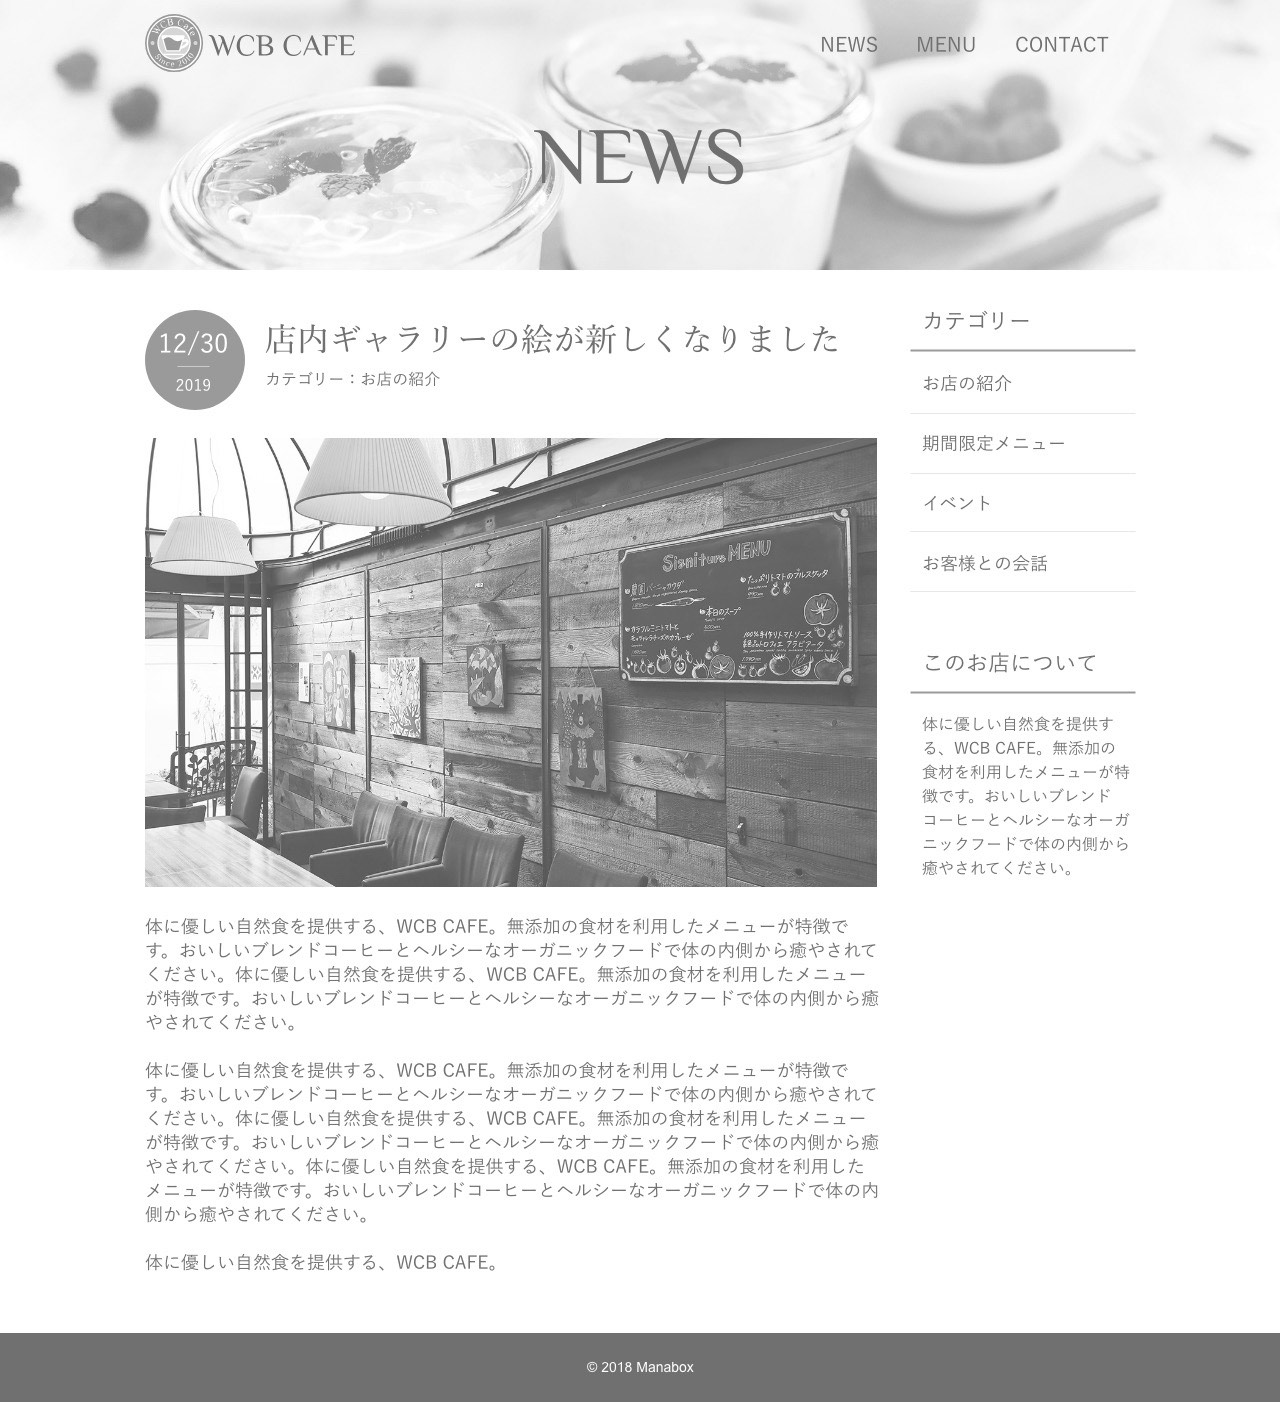 WCB Cafe
Since 2010
WCB CAFE
NEWS
MENU
CONTACT
NEWS
12/30
2019
店内ギャラリーの絵が新しくなりました
カテゴリー：お店の紹介
MENU
本日のスープ
体に優しい自然食を提供する、WCB CAFE。無添加の食材を利用したメニューが特徴で
す。おいしいブレンドコーヒーとヘルシーなオーガニックフードで体の内側から癒やされて
ください。体に優しい自然食を提供する、WCB CAFE。無添加の食材を利用したメニュー
が特徴です。おいしいブレンドコーヒーとヘルシーなオーガニックフードで体の内側から癒
やされてください。
体に優しい自然食を提供する、WCB CAFE。無添加の食材を利用したメニューが特徴で
す。おいしいブレンドコーヒーとヘルシーなオーガニックフードで体の内側から癒やされて
ください。体に優しい自然食を提供する、WCB CAFE。無添加の食材を利用したメニュー
が特徴です。おいしいブレンドコーヒーとヘルシーなオーガニックフードで体の内側から癒
やされてください。体に優しい自然食を提供する、WCB CAFE。無添加の食材を利用した
メニューが特徴です。おいしいブレンドコーヒーとヘルシーなオーガニックフードで体の内
側から癒やされてください。
体に優しい自然食を提供する、WCB CAFE。
カテゴリー
お店の紹介
期間限定メニュー
イベント
お客様との会話
このお店について
体に優しい自然食を提供す
る、WCB CAFE。無添加の
食材を利用したメニューが特
徴です。おいしいブレンド
コーヒーとヘルシーなオーガ
ニックフードで体の内側から
癒やされてください。
© 2018 Manabox